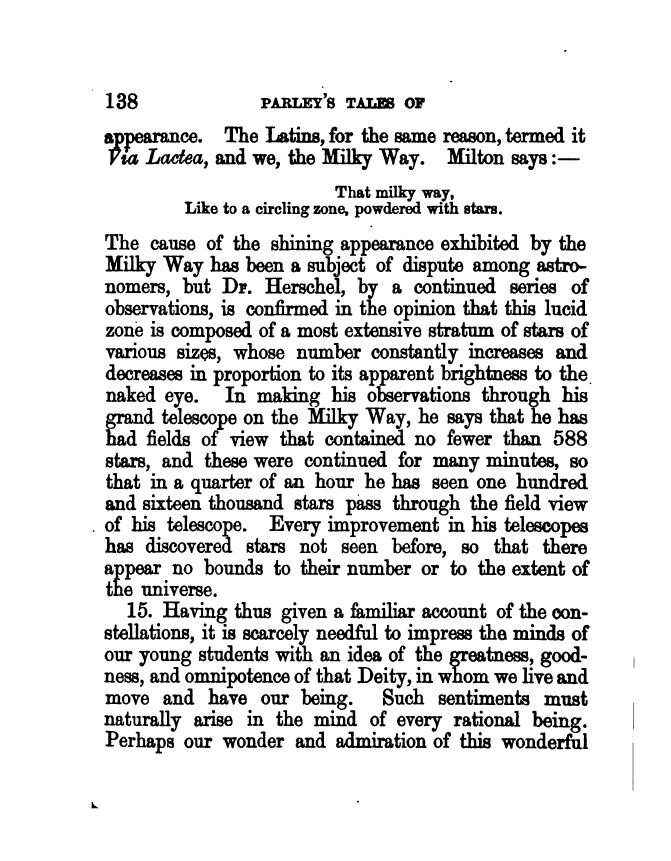 138 PARLEY'S TALES OF
appearance. The Latins, for the same reason, termed it
Via Lactea, and we, the Milky Way. Milton says:—
That milky way,
Like to a circling zone, powdered with stars.
The cause of the shining appearance exhibited by the
Milky Way has been a subject of dispute among astro-
nomers, but Dr. Herschel, by a continued series of
observations, is confirmed in the opinion that this lucid
zone is composed of a most extensive stratum of stars of
various sizes, whose number constantly increases and
decreases in proportion to its apparent brightness to the
naked eye. In making his observations through his
grand telescope on the Milky Way, he says that he has
had fields of view that contained no fewer than 588
stars, and these were continued for many minutes, so
that in a quarter of an hour he has seen one hundred
and sixteen thousand stars pass through the field view
of his telescope. Every improvement in his telescopes
has discovered stars not seen before, so that there
appear no bounds to their number or to the extent of
the universe.
15. Having thus given a familiar account of the con-
stellations, it is scarcely needful to impress the minds of
our young students with an idea of the greatness, good-
ness, and omnipotence of that Deity, in whom we live and
move and have our being. Such sentiments must
naturally arise in the mind of every rational being.
Perhaps our wonder and admiration of this wonderful